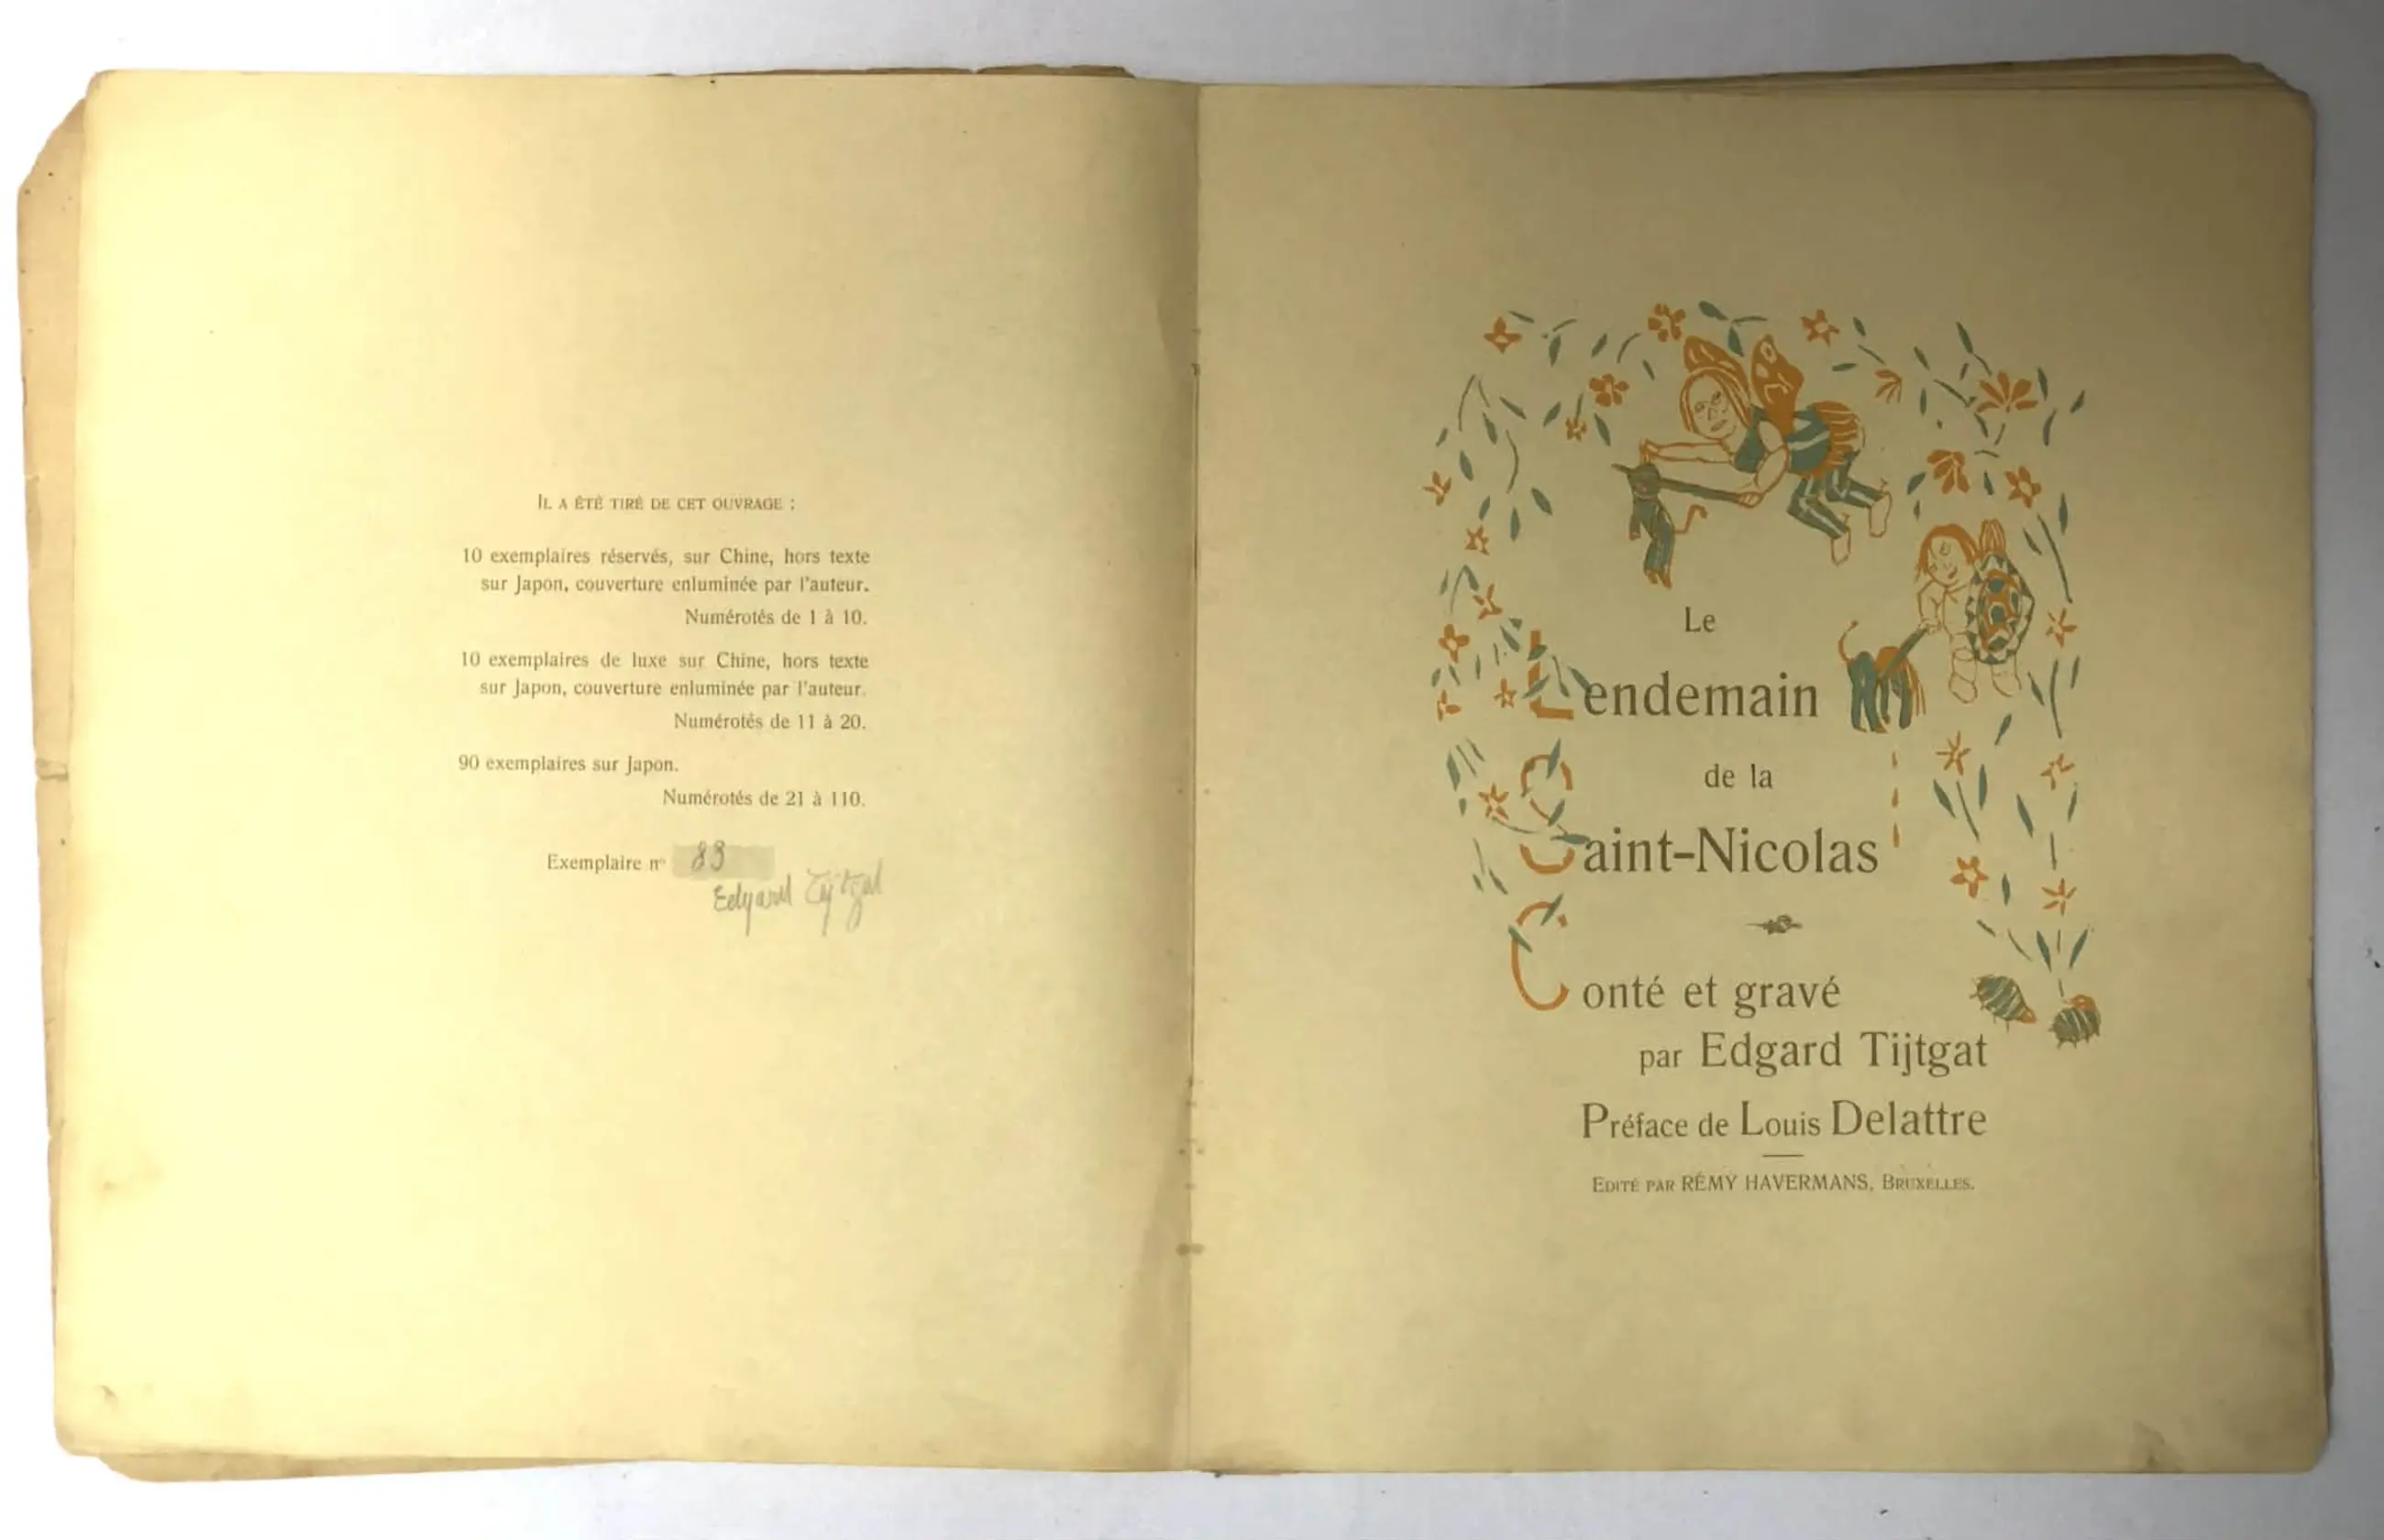 Il a été tiré de cet ouvrage :
10 exemplaires réservés, sur Chine, hors texte
sur Japon, couverture enluminée par l'auteur.
Numérotés de 1 à 10.
10 exemplaires de luxe sur Chine, hors texte
sur Japon, couverture enluminée par l'auteur.
Numérotés de 11 à 20.
90 exemplaires sur Japon.
Numérotés de 21 à 110.
Exemplaire nº 83
Edgard Tijtgat
Le
Lendemain
de la
Saint-Nicolas
Conté et gravé
par Edgard Tijtgat
Préface de Louis Delattre
Edité par RÉMY HAVERMANS, Bruxelles.